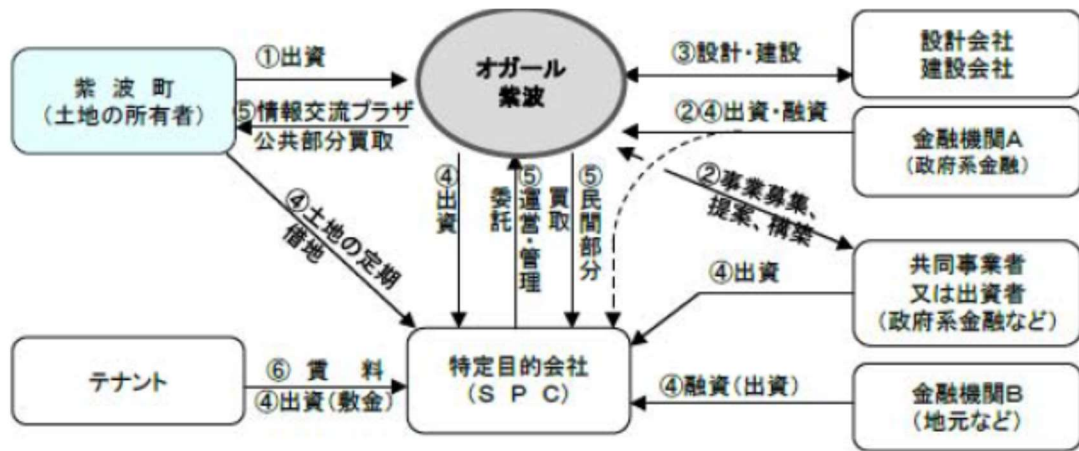 紫波町
(土地の所有者)
①出資
オガール
紫波
③設計・建設
設計会社
建設会社
⑤情報交流プラザ
公共部分買取
②④出資・融資
金融機関A
(政府系金融)
④土地の定期
借地
④出資
⑤運営・管理
委託
⑤民間部分
買取
②事業募集、
提案、構築
④出資
共同事業者
又は出資者
(政府系金融など)
テナント
⑥賃料
④出資(敷金)
特定目的会社
(SPC)
④融資(出資)
金融機関B
(地元など)